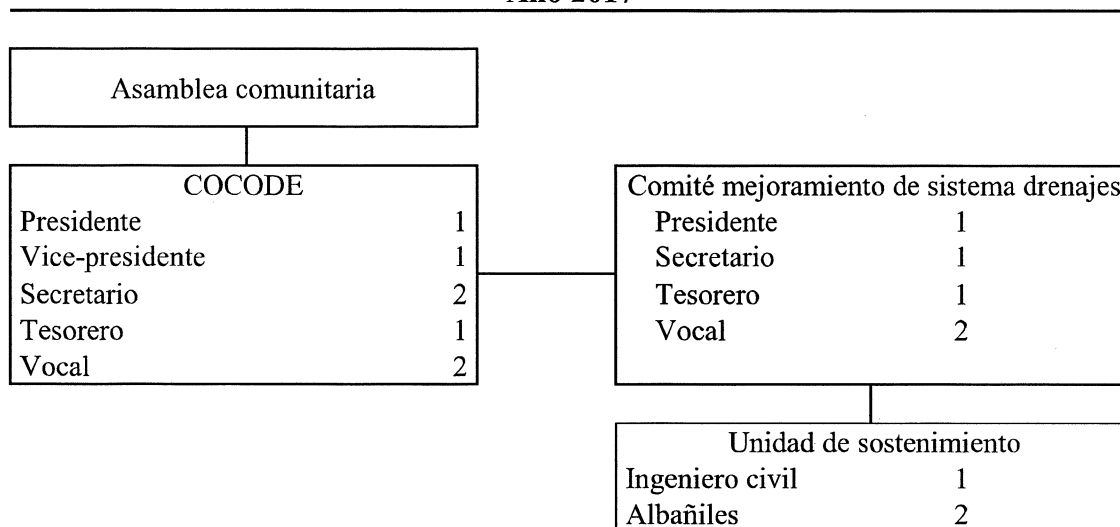 Asamblea comunitaria
COCODE
Presidente 1
Vice-presidente 1
Secretario 2
Tesorero 1
Vocal 2
Comité mejoramiento de sistema drenajes
Presidente 1
Secretario 1
Tesorero 1
Vocal 2
Unidad de sostenimiento
Ingeniero civil 1
Albañiles 2